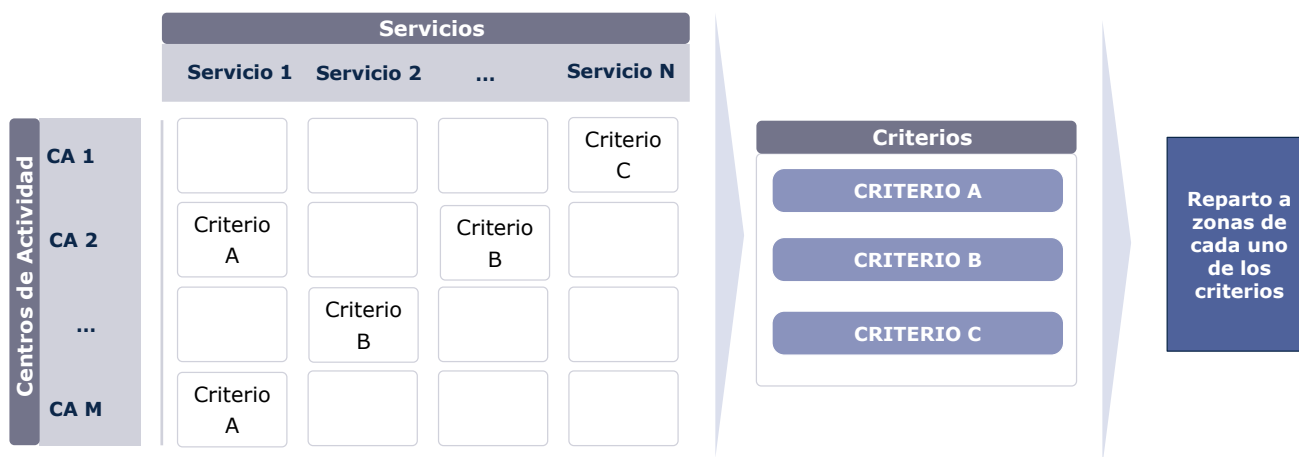 Servicios
Servicio 1 Servicio 2 ... Servicio N
Centros de Actividad
CA 1
Criterio
C
CA 2
Criterio
A
Criterio
B
...
Criterio
B
CA M
Criterio
A
Criterios
CRITERIO A
CRITERIO B
CRITERIO C
Reparto a
zonas de
cada uno
de los
criterios